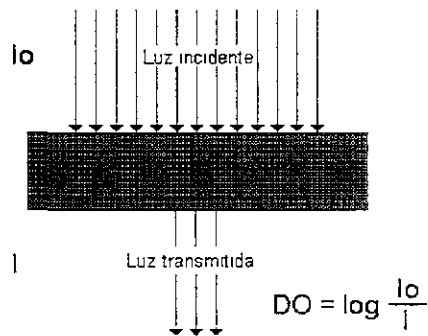 Io
Luz incidente
I
Luz transmitida
DO = log Io/I